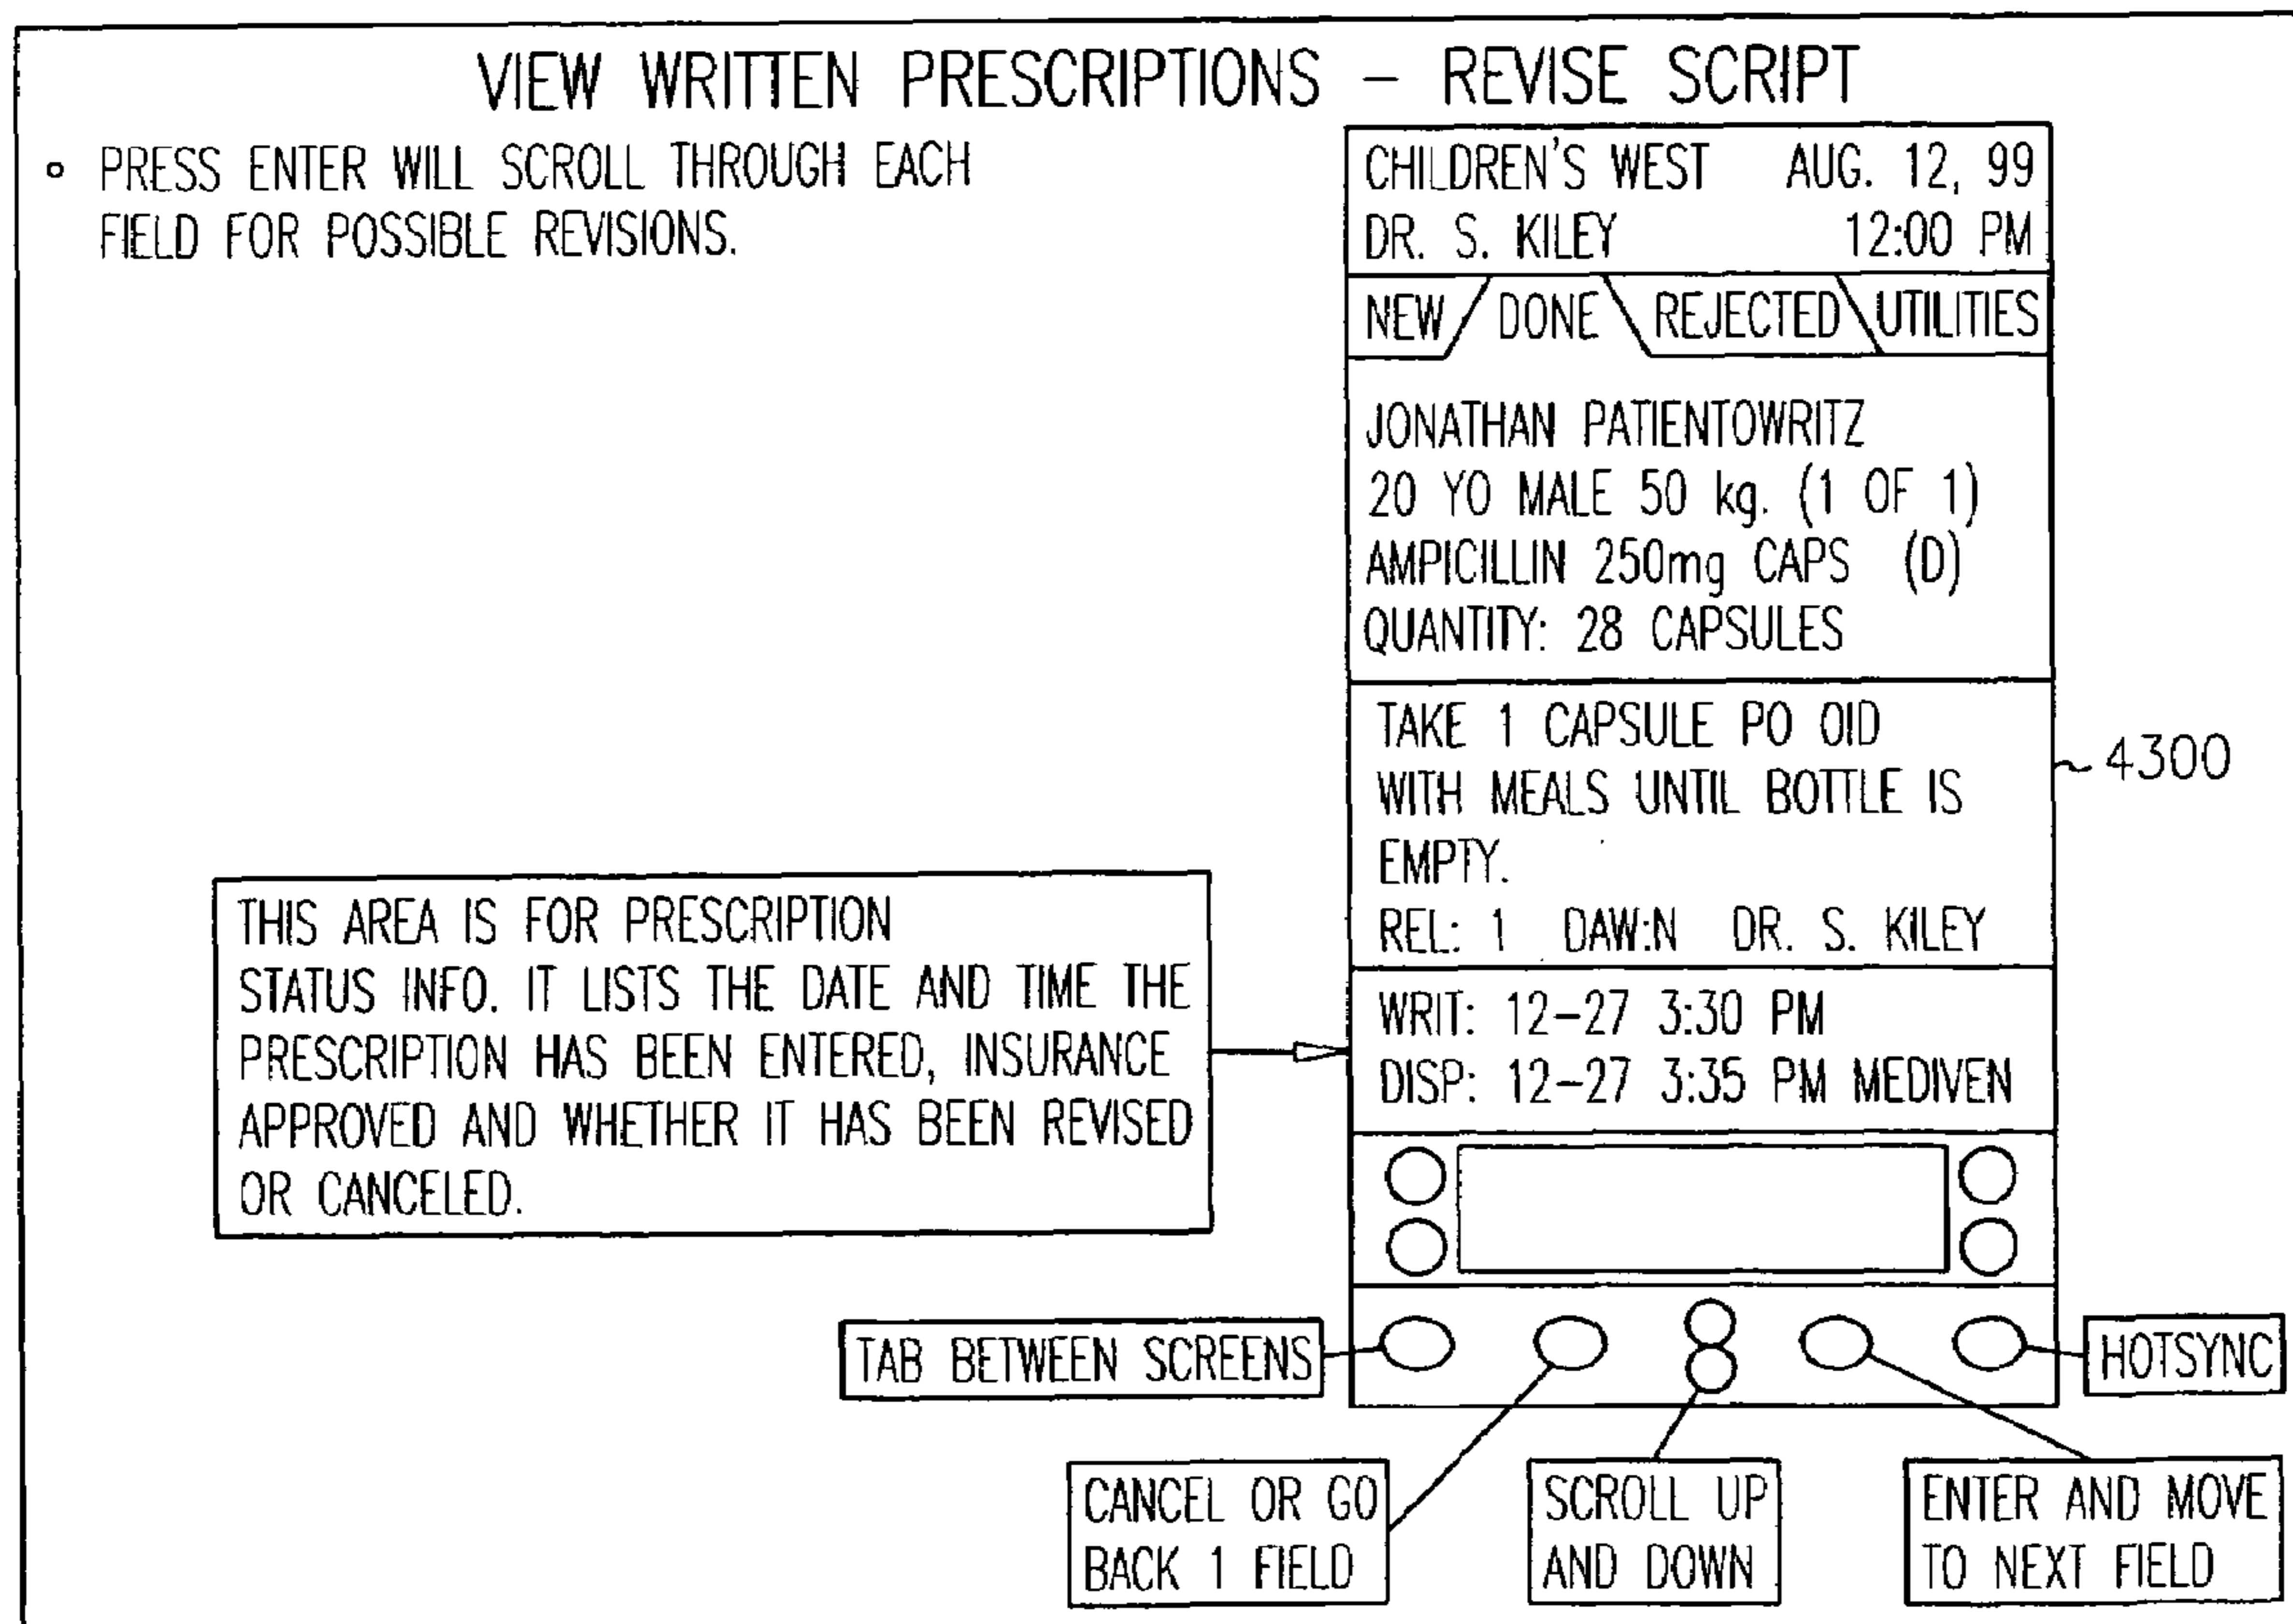 VIEW WRITTEN PRESCRIPTIONS – REVISE SCRIPT
∘ PRESS ENTER WILL SCROLL THROUGH EACH
FIELD FOR POSSIBLE REVISIONS.
CHILDREN'S WEST AUG. 12, 99
DR. S. KILEY 12:00 PM
NEW DONE REJECTED UTILITIES
JONATHAN PATIENTOWRITZ
20 YO MALE 50 kg. (1 OF 1)
AMPICILLIN 250mg CAPS (D)
QUANTITY: 28 CAPSULES
TAKE 1 CAPSULE PO OID
WITH MEALS UNTIL BOTTLE IS
EMPTY.
REL: 1 DAW:N DR. S. KILEY
4300
THIS AREA IS FOR PRESCRIPTION
STATUS INFO. IT LISTS THE DATE AND TIME THE
PRESCRIPTION HAS BEEN ENTERED, INSURANCE
APPROVED AND WHETHER IT HAS BEEN REVISED
OR CANCELED.
WRIT: 12–27 3:30 PM
DISP: 12–27 3:35 PM MEDIVEN
TAB BETWEEN SCREENS
HOTSYNC
CANCEL OR GO
BACK 1 FIELD
SCROLL UP
AND DOWN
ENTER AND MOVE
TO NEXT FIELD